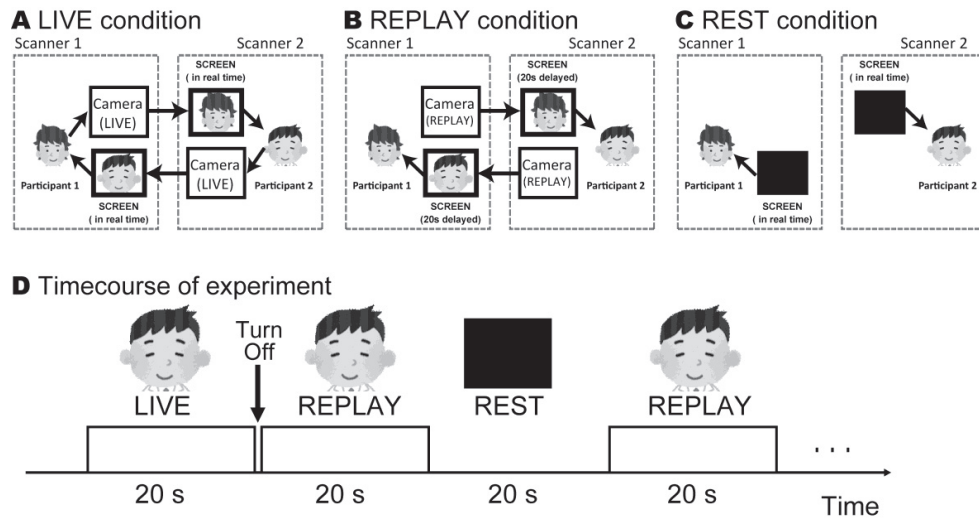 A LIVE condition
Scanner 1
Scanner 2
SCREEN
( in real time)
Camera
(LIVE)
Camera
(LIVE)
Participant 1
Participant 2
SCREEN
( in real time)
B REPLAY condition
Scanner 1
Scanner 2
SCREEN
(20s delayed)
Camera
(REPLAY)
Camera
(REPLAY)
Participant 1
Participant 2
SCREEN
(20s delayed)
C REST condition
Scanner 1
Scanner 2
SCREEN
( in real time)
Participant 1
Participant 2
SCREEN
( in real time)
D Timecourse of experiment
Turn
Off
LIVE
REPLAY
REST
REPLAY
. . .
20 s
20 s
20 s
20 s
Time